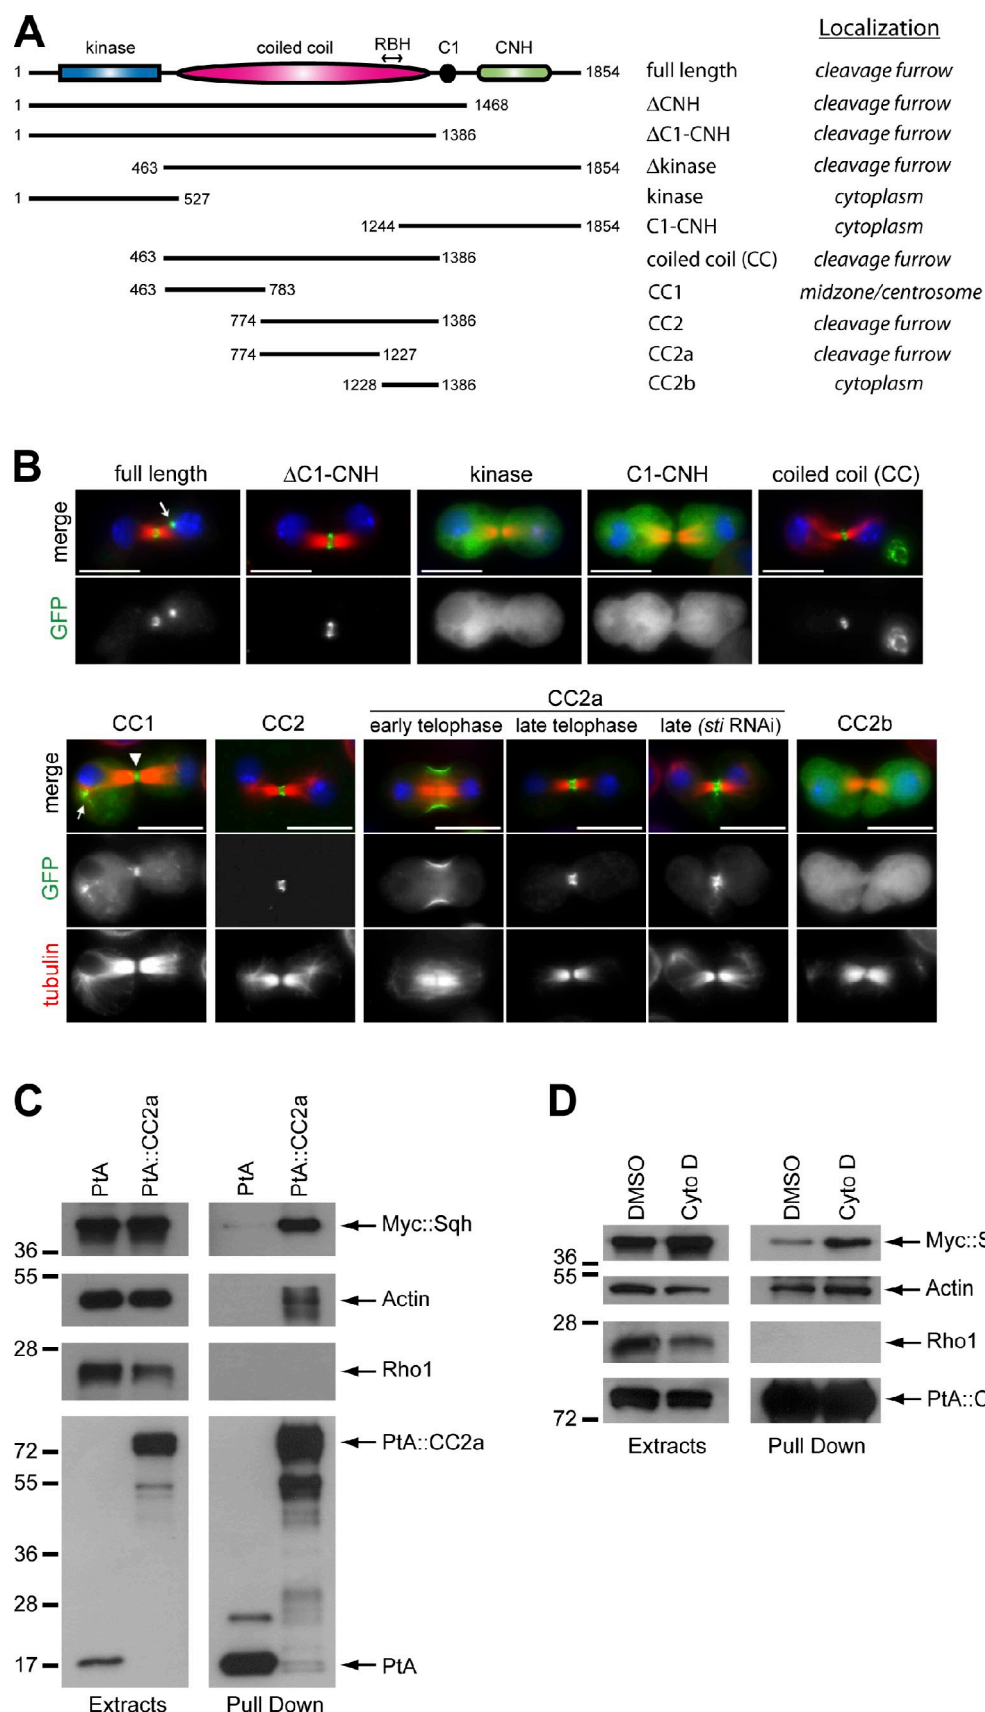 A
Localization
kinase coiled coil RBH C1 CNH
1 1854 full length cleavage furrow
1 1468 ΔCNH cleavage furrow
1 1386 ΔC1-CNH cleavage furrow
463 1854 Δkinase cleavage furrow
1 527 kinase cytoplasm
1244 1854 C1-CNH cytoplasm
463 1386 coiled coil (CC) cleavage furrow
463 783 CC1 midzone/centrosome
774 1386 CC2 cleavage furrow
774 1227 CC2a cleavage furrow
1228 1386 CC2b cytoplasm
B
full length ΔC1-CNH kinase C1-CNH coiled coil (CC)
merge
GFP
CC2a
CC1 CC2 early telophase late telophase late (sti RNAi) CC2b
merge
GFP
tubulin
C
PtA PtA::CC2a PtA PtA::CC2a
Myc::Sqh
36
55
Actin
28
Rho1
PtA::CC2a
72
55
36
28
17
PtA
Extracts Pull Down
D
DMSO Cyto D DMSO Cyto D
Myc::S
36
55
Actin
28
Rho1
PtA::C
72
Extracts Pull Down